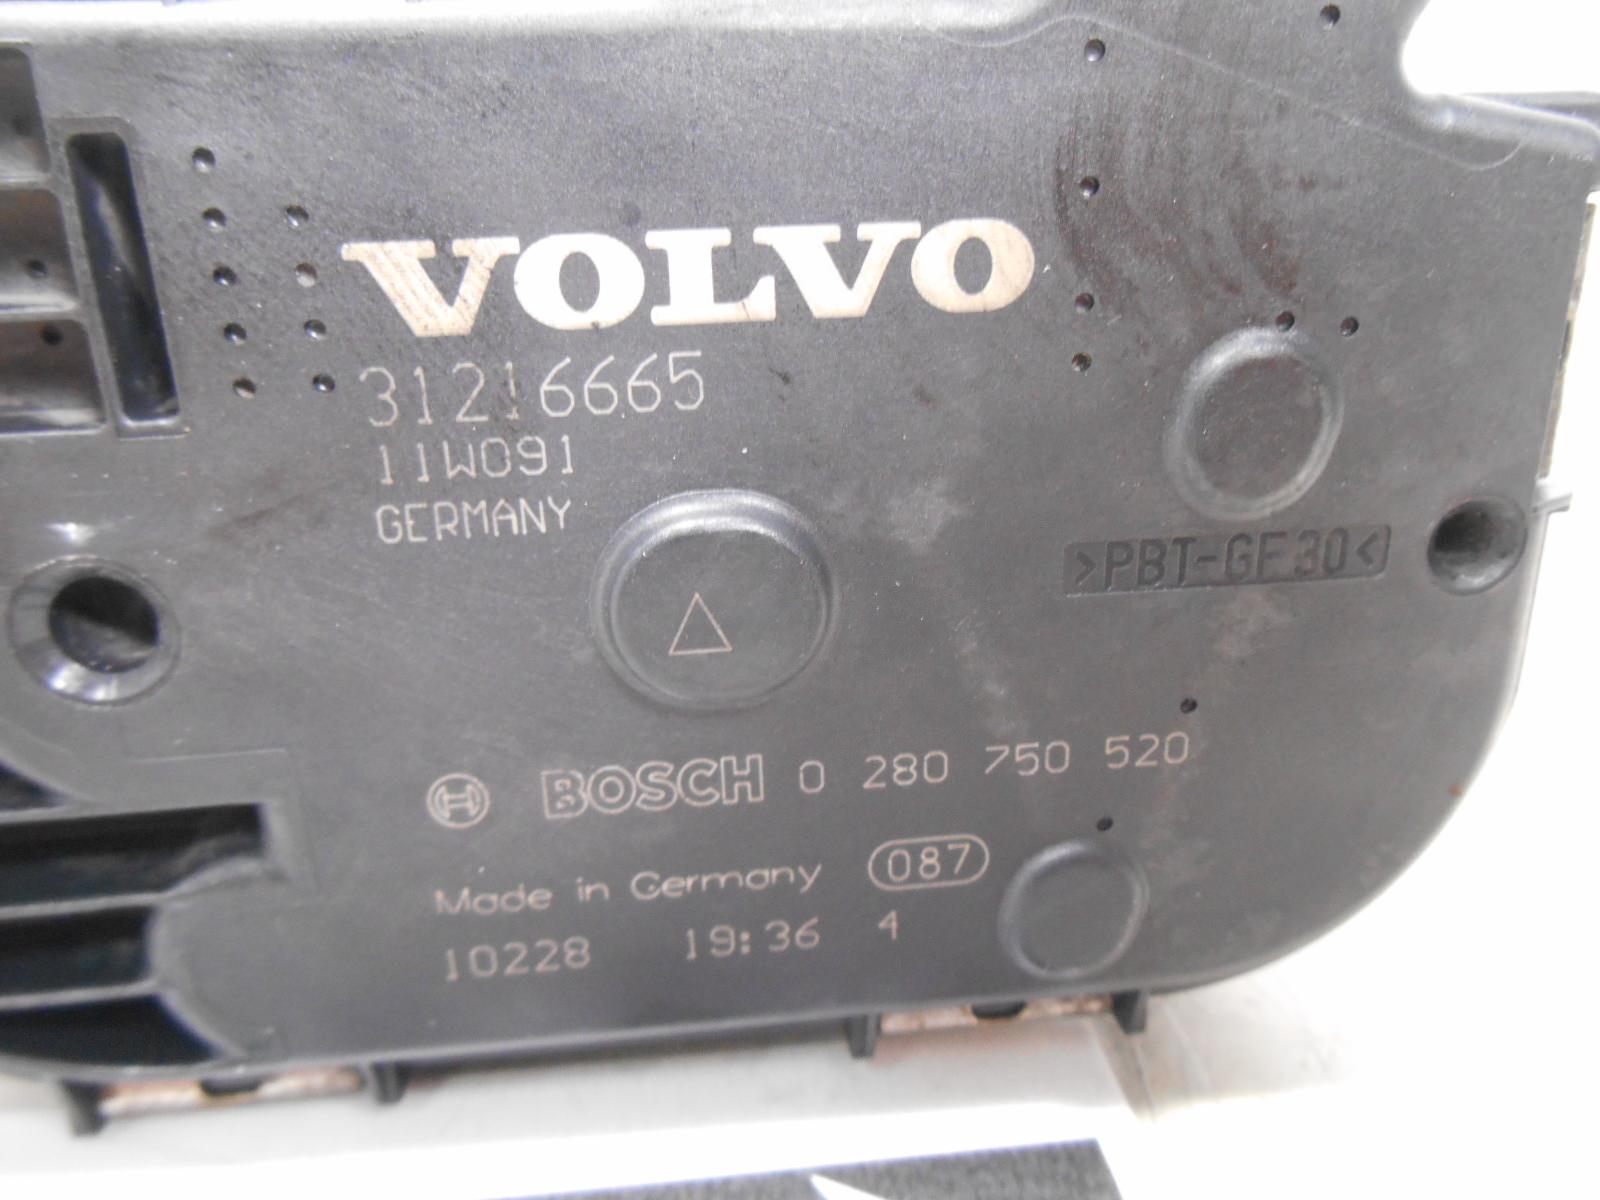 VOLVO
31216665
11W091
GERMANY
>PBT-GF30<
BOSCH 0 280 750 520
Made in Germany 087
10228 19:36 4